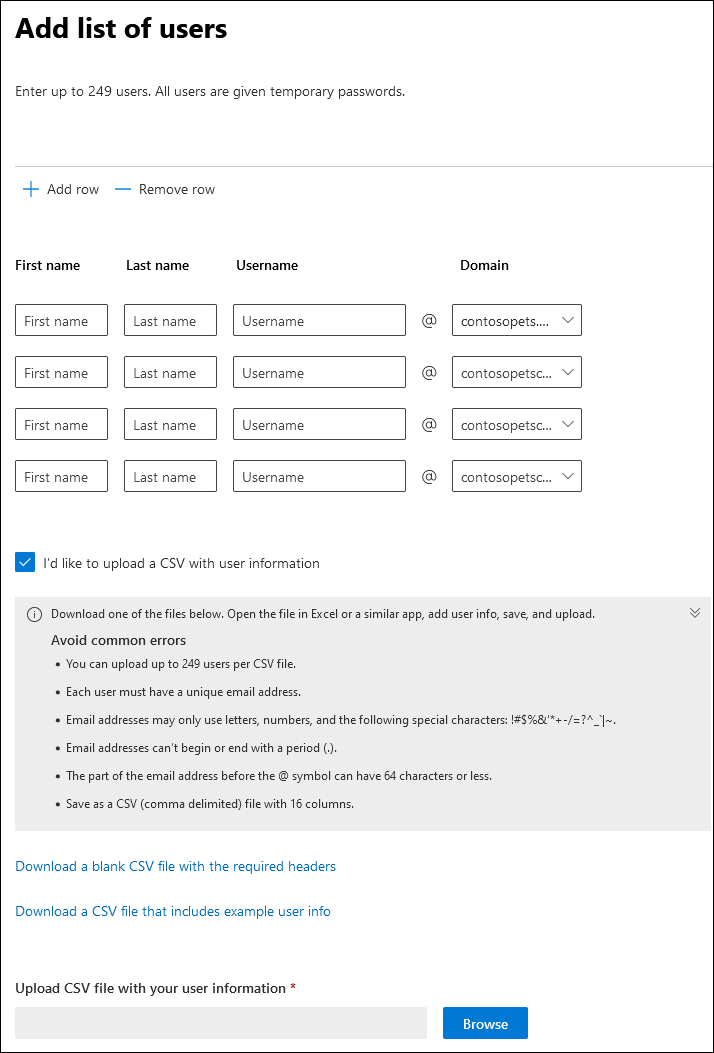 Add list of users
Enter up to 249 users. All users are given temporary passwords.
Add row Remove row
First name Last name Username Domain
First name Last name Username @ contosopets....
First name Last name Username @ contosopetsc...
First name Last name Username @ contosopetsc...
First name Last name Username @ contosopetsc...
I'd like to upload a CSV with user information
Download one of the files below. Open the file in Excel or a similar app, add user info, save, and upload.
Avoid common errors
• You can upload up to 249 users per CSV file.
• Each user must have a unique email address.
• Email addresses may only use letters, numbers, and the following special characters: !#$%&'*+-/=?^_`|~.
• Email addresses can't begin or end with a period (.).
• The part of the email address before the @ symbol can have 64 characters or less.
• Save as a CSV (comma delimited) file with 16 columns.
Download a blank CSV file with the required headers
Download a CSV file that includes example user info
Upload CSV file with your user information *
Browse